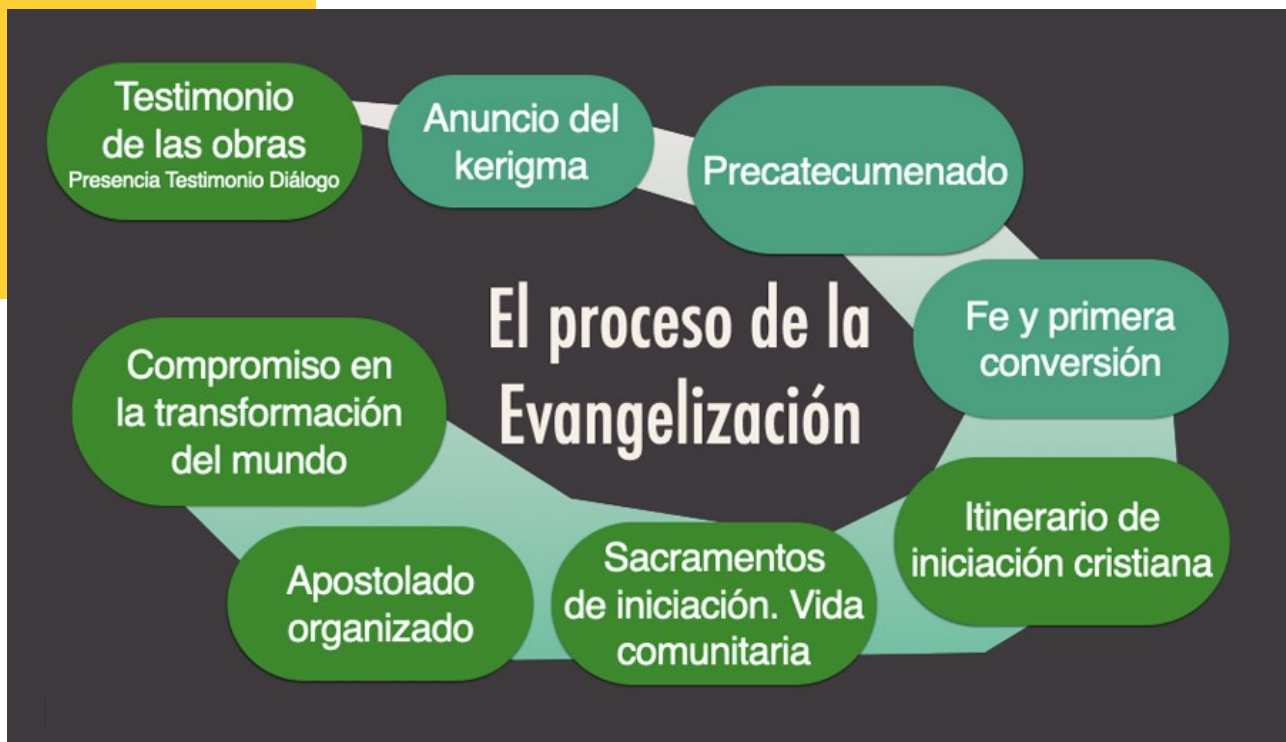 Testimonio
de las obras
Presencia Testimonio Diálogo
Anuncio del
kerigma
Precatecumenado
El proceso de la
Evangelización
Fe y primera
conversión
Itinerario de
iniciación cristiana
Sacramentos
de iniciación. Vida
comunitaria
Apostolado
organizado
Compromiso en
la transformación
del mundo